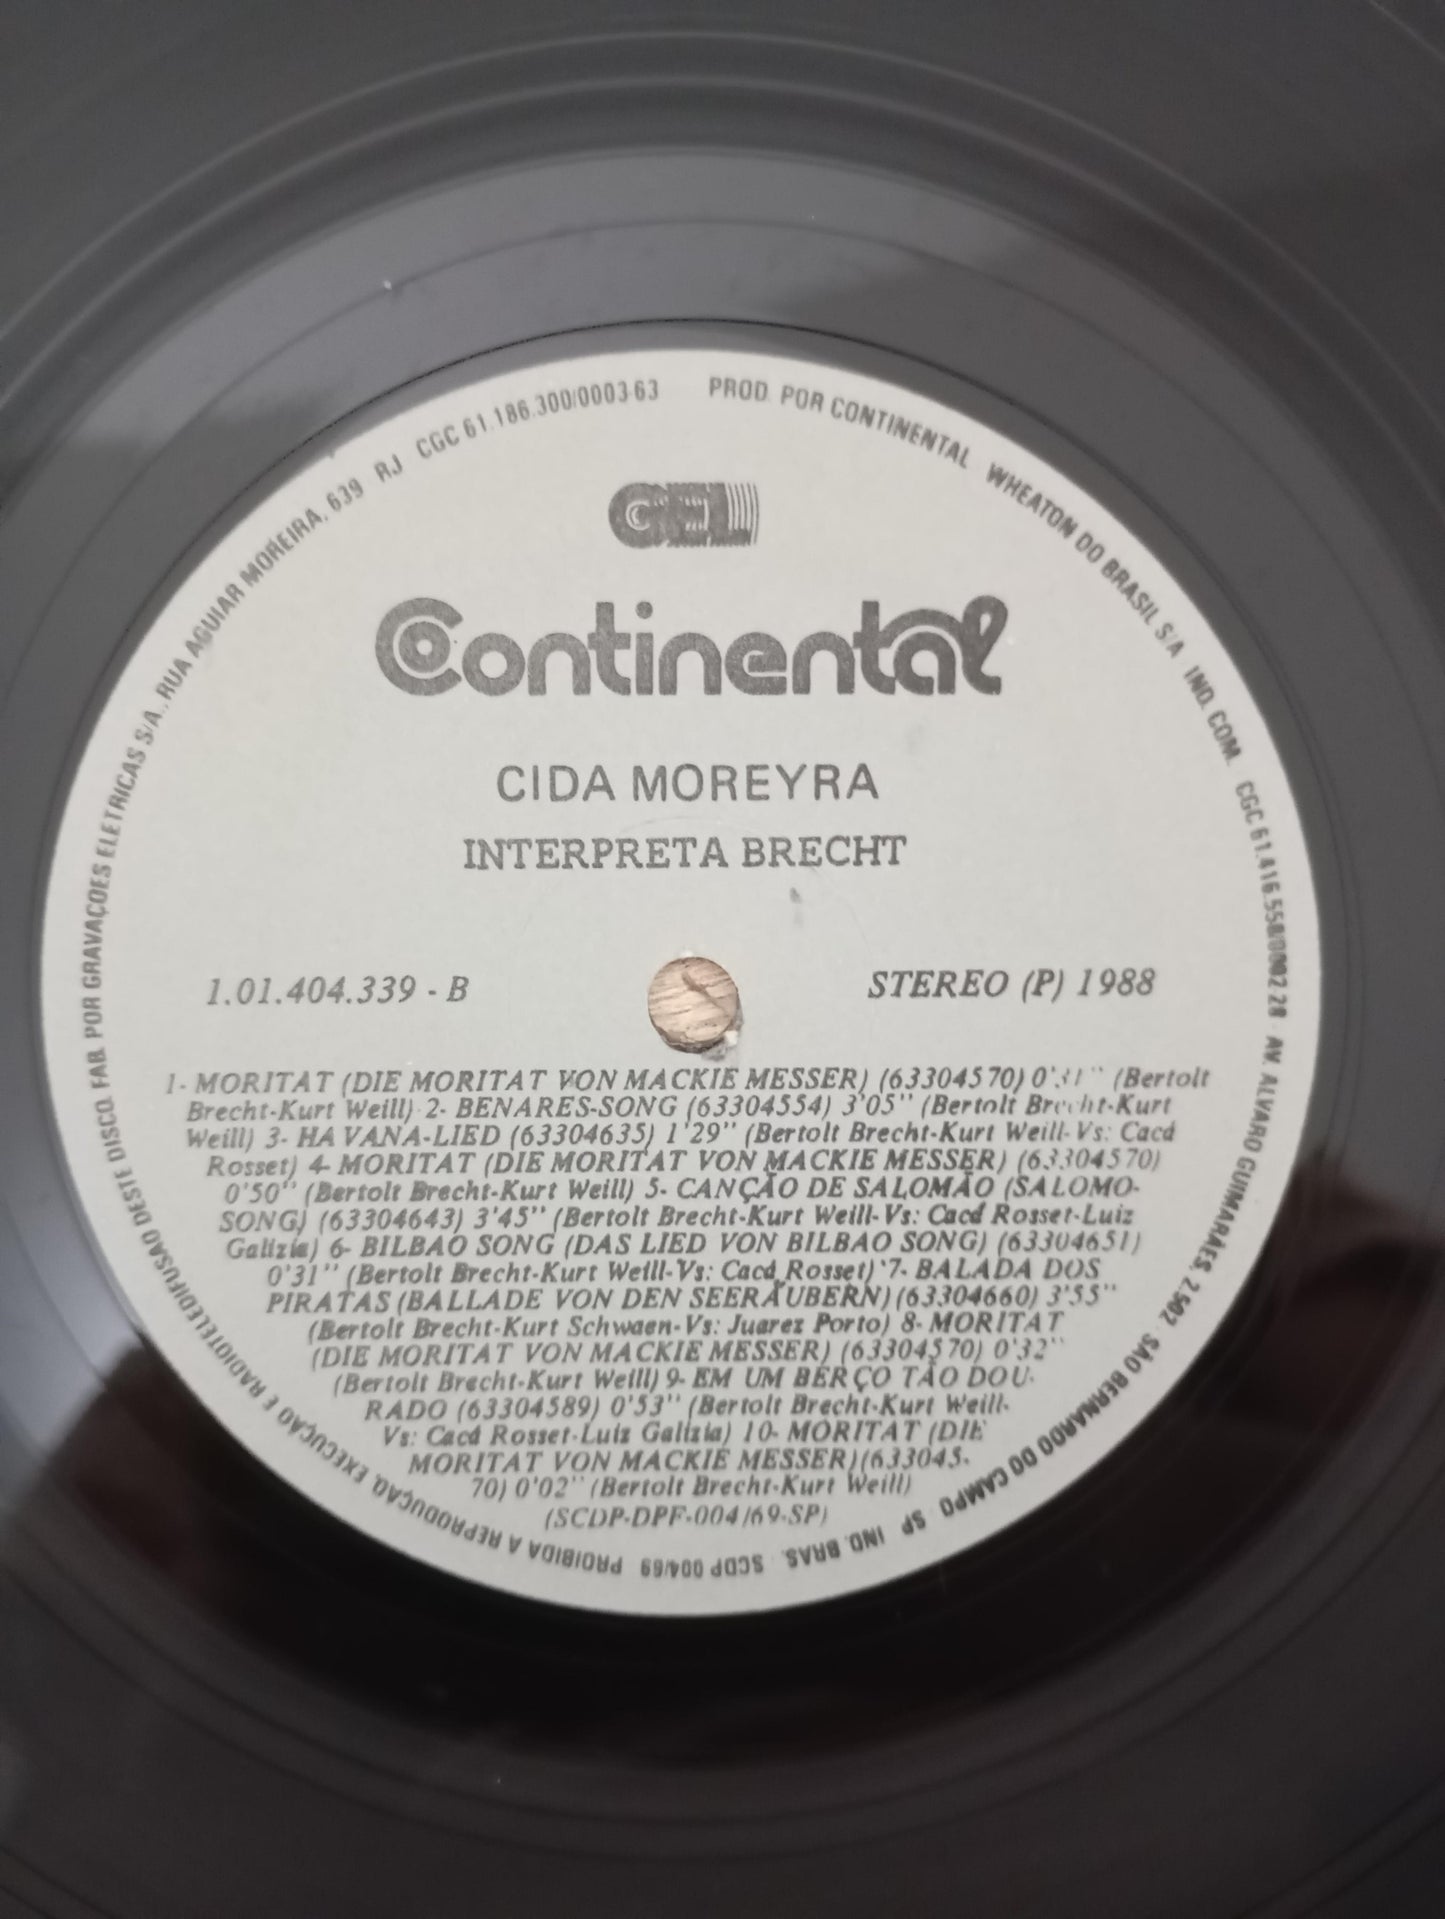 GEL
Continental
CIDA MOREYRA
INTERPRETA BRECHT
1.01.404.339 - B
STEREO (P) 1988
1- MORITAT (DIE MORITAT VON MACKIE MESSER) (63304570) 0'31'' (Bertolt
Brecht-Kurt Weill) 2- BENARES-SONG (63304554) 3'05'' (Bertolt Brecht-Kurt
Weill) 3- HAVANA-LIED (63304635) 1'29'' (Bertolt Brecht-Kurt Weill-Vs: Cacá
Rosset) 4- MORITAT (DIE MORITAT VON MACKIE MESSER) (63304570)
0'50'' (Bertolt Brecht-Kurt Weill) 5- CANÇÃO DE SALOMÃO (SALOMO-
SONG) (63304643) 3'45'' (Bertolt Brecht-Kurt Weill-Vs: Cacá Rosset-Luiz
Galizia) 6- BILBAO SONG (DAS LIED VON BILBAO SONG) (63304651)
0'31'' (Bertolt Brecht-Kurt Weill-Vs: Cacá Rosset) 7- BALADA DOS
PIRATAS (BALLADE VON DEN SEERÄUBERN) (63304660) 3'55''
(Bertolt Brecht-Kurt Schwaen-Vs: Juarez Porto) 8- MORITAT
(DIE MORITAT VON MACKIE MESSER) (63304570) 0'32''
(Bertolt Brecht-Kurt Weill) 9- EM UM BERÇO TÃO DOU-
RADO (63304589) 0'53'' (Bertolt Brecht-Kurt Weill-
Vs: Cacá Rosset-Luiz Galizia) 10- MORITAT (DIE
MORITAT VON MACKIE MESSER) (633045-
70) 0'02'' (Bertolt Brecht-Kurt Weill)
(SCDP-DPF-004/69-SP)
PROD. POR CONTINENTAL WHEATON DO BRASIL S/A IND. COM. CGC 61.416.558/0002 28 - AV. ALVARO GUIMARÃES, 2.502 - SÃO BERNARDO DO CAMPO - SP IND. BRAS. SCDP 004/69 PROIBIDA A REPRODUÇÃO, EXECUÇÃO E RADIOTELEDIFUSÃO DESTE DISCO. FAB. POR GRAVAÇÕES ELETRICAS S/A., RUA AGUIAR MOREIRA, 639 RJ CGC 61.186.300/0003-63